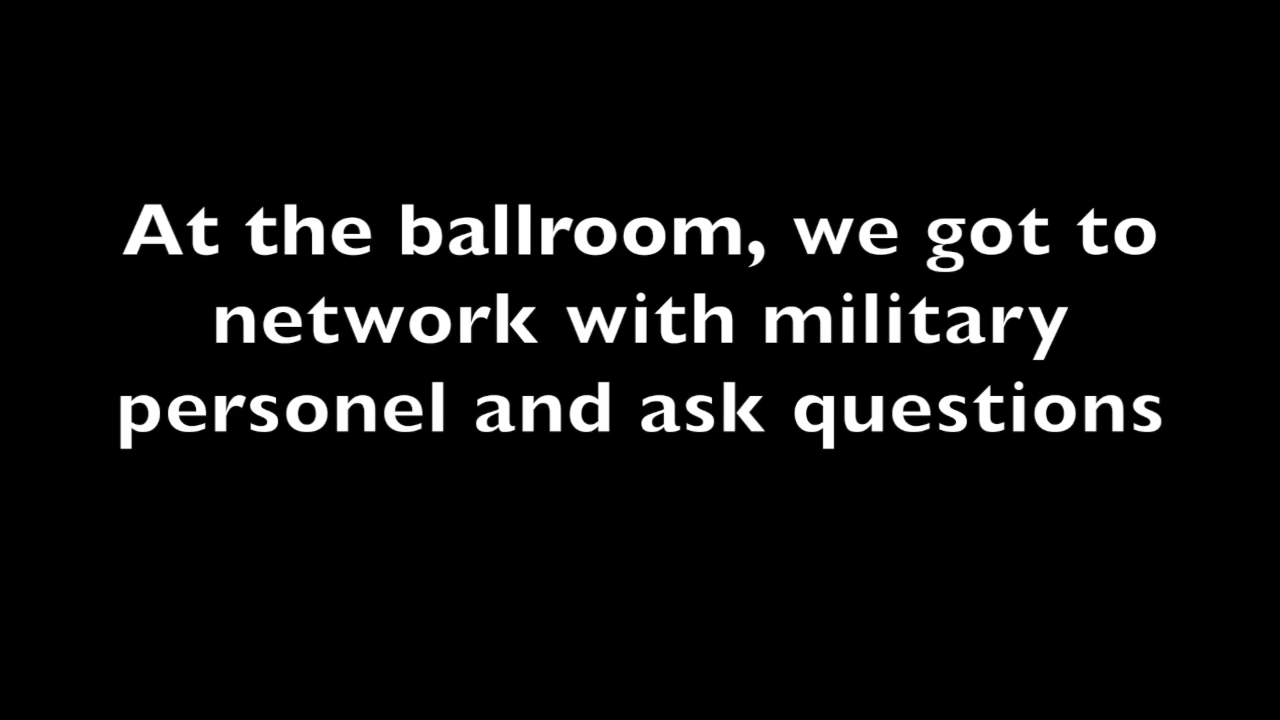 At the ballroom, we got to
network with military
personel and ask questions